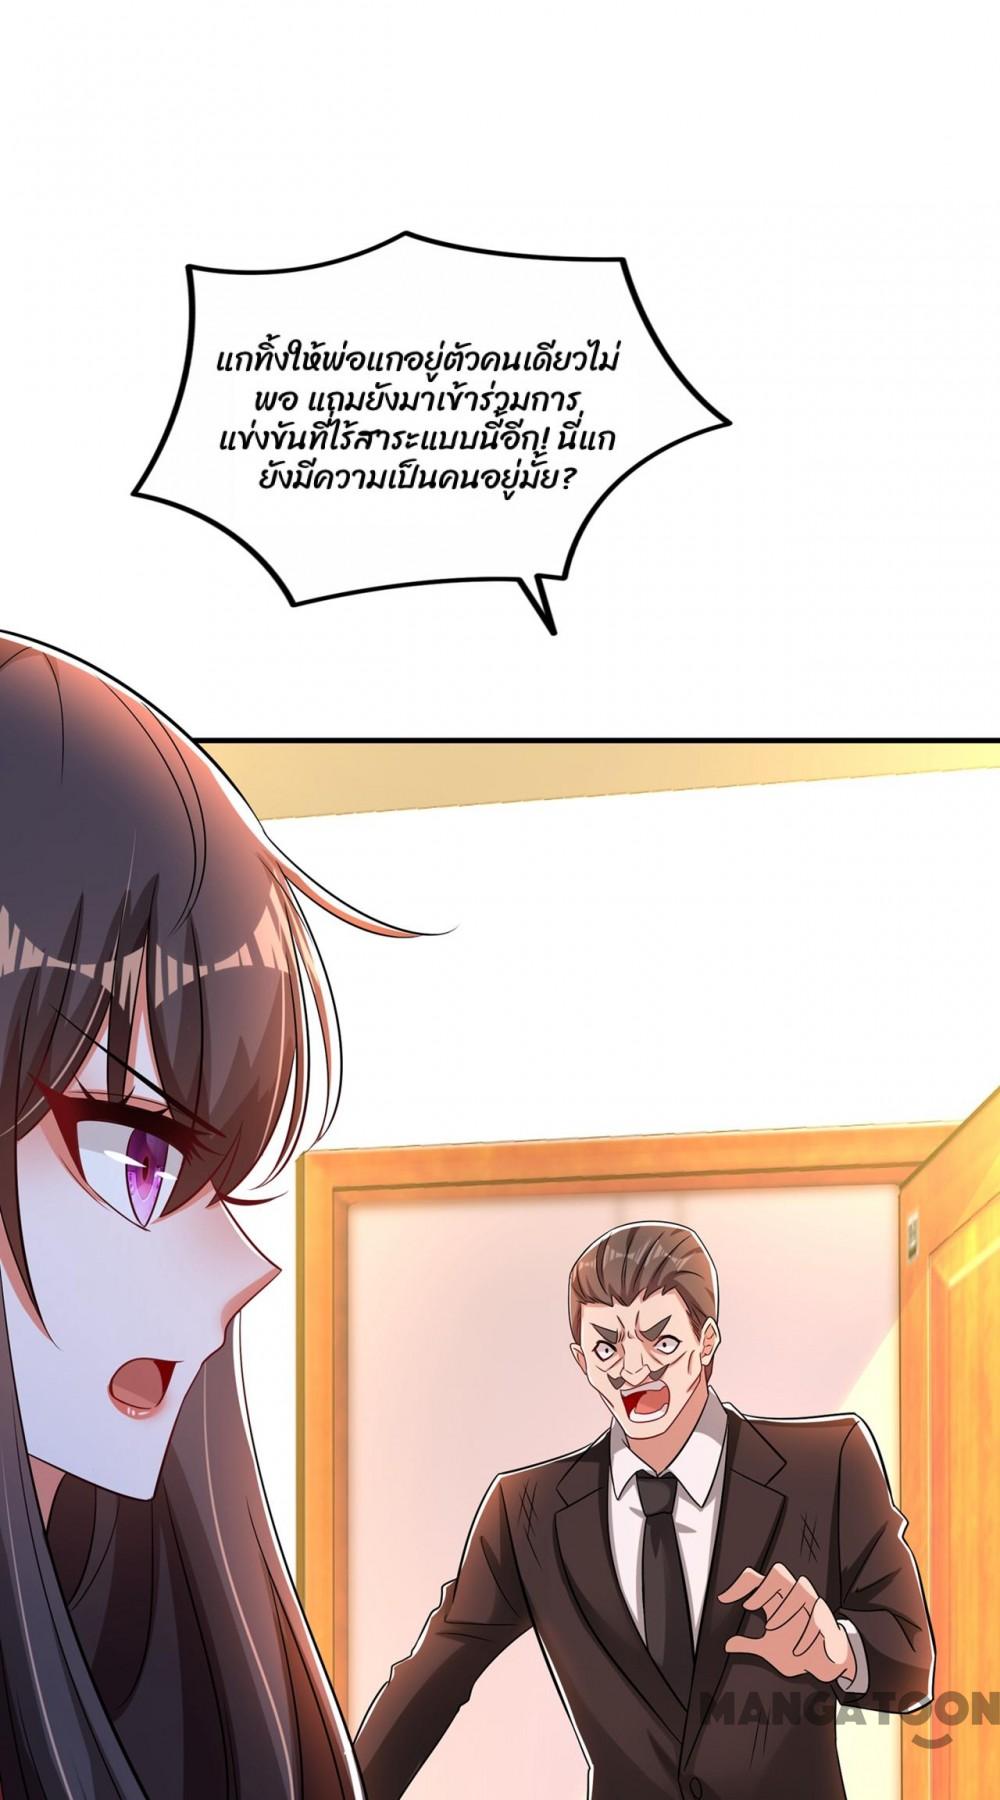 แกทิ้งให้พ่อแกอยู่ตัวคนเดียวไม่
พอ แถมยังมาเข้าร่วมการ
แข่งขันที่ไร้สาระแบบนี้อีก! นี่แก
ยังมีความเป็นคนอยู่มั้ย?
MANGATOON